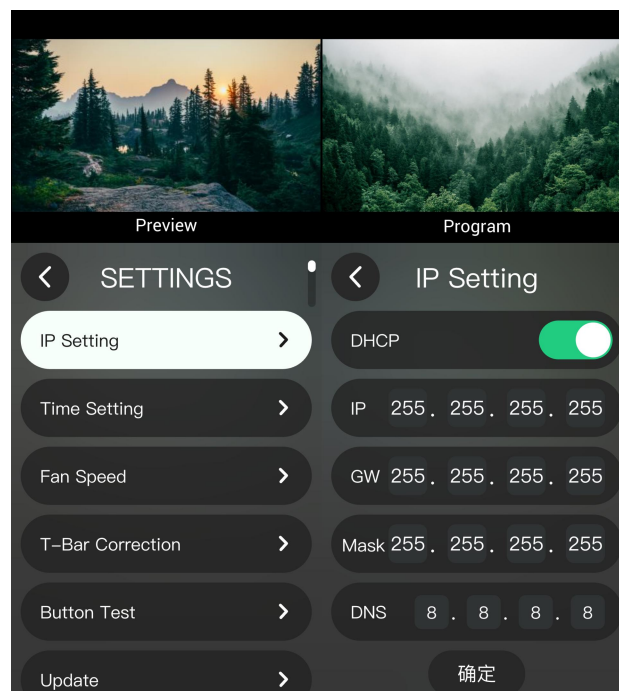 Preview
Program
SETTINGS
IP Setting
Time Setting
Fan Speed
T-Bar Correction
Button Test
Update
IP Setting
DHCP
IP 255. 255. 255. 255
GW 255. 255. 255. 255
Mask 255. 255. 255. 255
DNS 8 . 8 . 8 . 8
确定